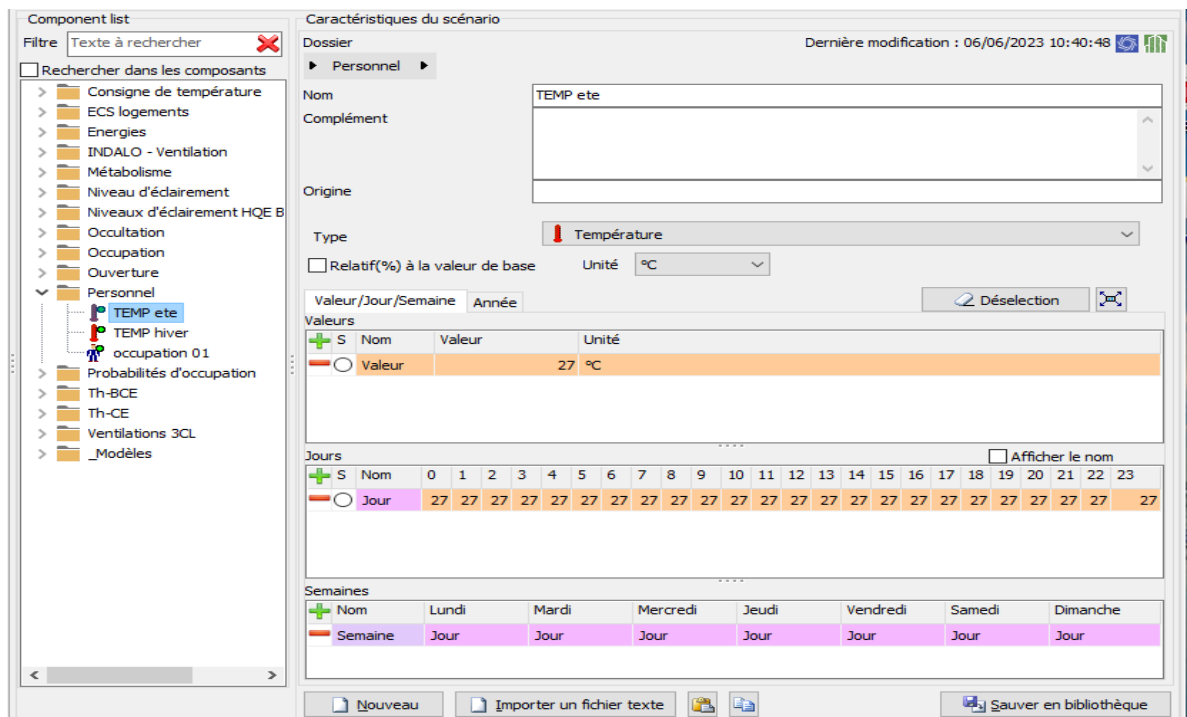 Component list
Filtre Texte à rechercher
Rechercher dans les composants
Consigne de température
ECS logements
Energies
INDALO - Ventilation
Métabolisme
Niveau d'éclairement
Niveaux d'éclairement HQE B
Occultation
Occupation
Ouverture
Personnel
TEMP ete
TEMP hiver
occupation 01
Probabilités d'occupation
Th-BCE
Th-CE
Ventilations 3CL
_Modèles
Caractéristiques du scénario
Dossier Dernière modification : 06/06/2023 10:40:48
Personnel
Nom TEMP ete
Complément
Origine
Type Température
Relatif(%) à la valeur de base Unité ºC
Valeur/Jour/Semaine Année Déselection
Valeurs
S Nom Valeur Unité
Valeur 27 ºC
Jours Afficher le nom
S Nom 0 1 2 3 4 5 6 7 8 9 10 11 12 13 14 15 16 17 18 19 20 21 22 23
Jour 27 27 27 27 27 27 27 27 27 27 27 27 27 27 27 27 27 27 27 27 27 27 27 27
Semaines
Nom Lundi Mardi Mercredi Jeudi Vendredi Samedi Dimanche
Semaine Jour Jour Jour Jour Jour Jour Jour
Nouveau Importer un fichier texte Sauver en bibliothèque